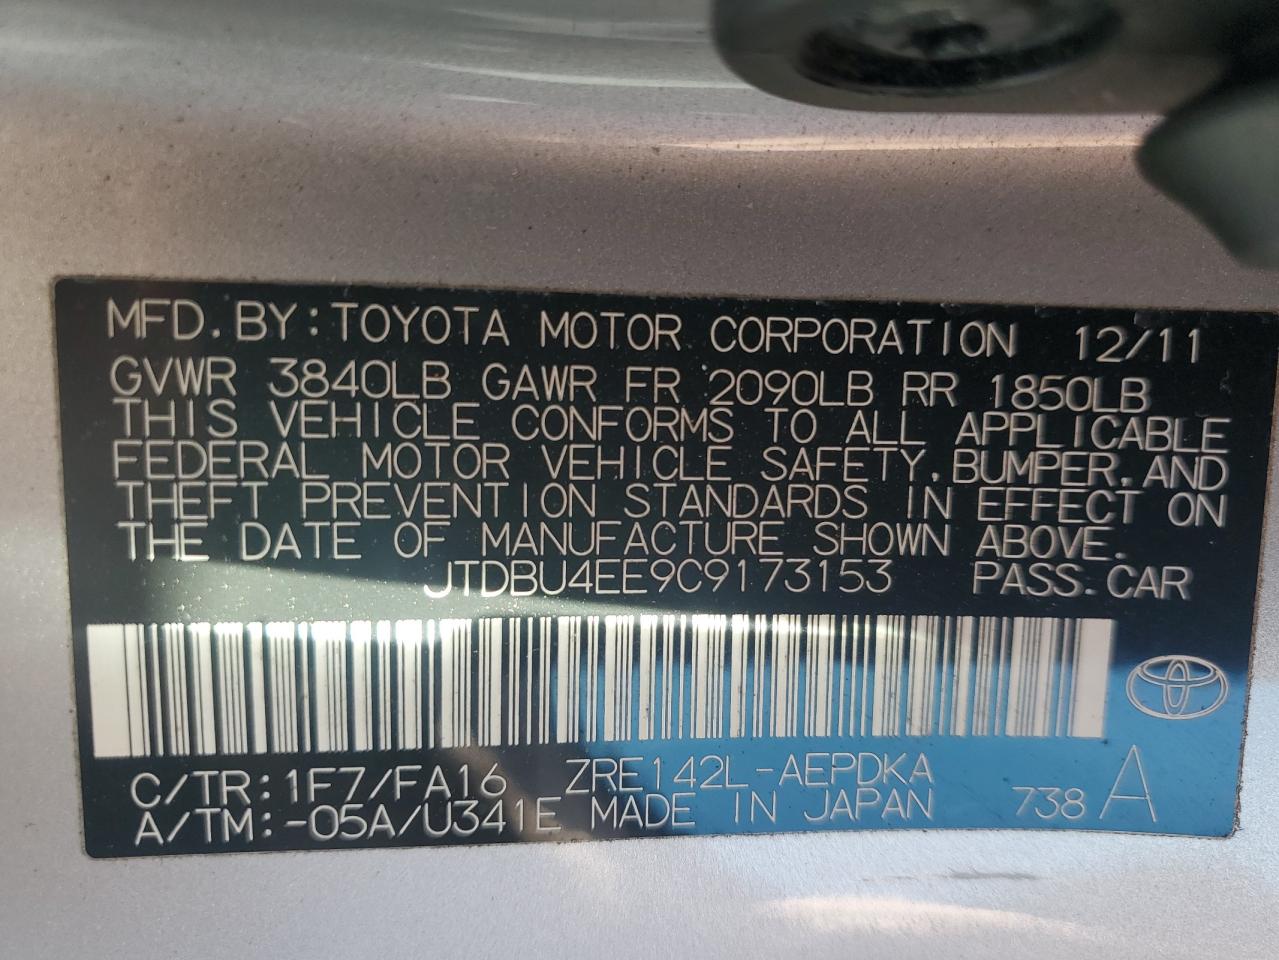 MFD. BY: TOYOTA MOTOR CORPORATION 12/11
GVWR 3840LB GAWR FR 2090LB RR 1850LB
THIS VEHICLE CONFORMS TO ALL APPLICABLE
FEDERAL MOTOR VEHICLE SAFETY, BUMPER, AND
THEFT PREVENTION STANDARDS IN EFFECT ON
THE DATE OF MANUFACTURE SHOWN ABOVE.
JTDBU4EE9C9173153 PASS. CAR
C/TR: 1F7/FA16 ZRE142L-AEPDKA
A/TM: -05A/U341E MADE IN JAPAN 738 A